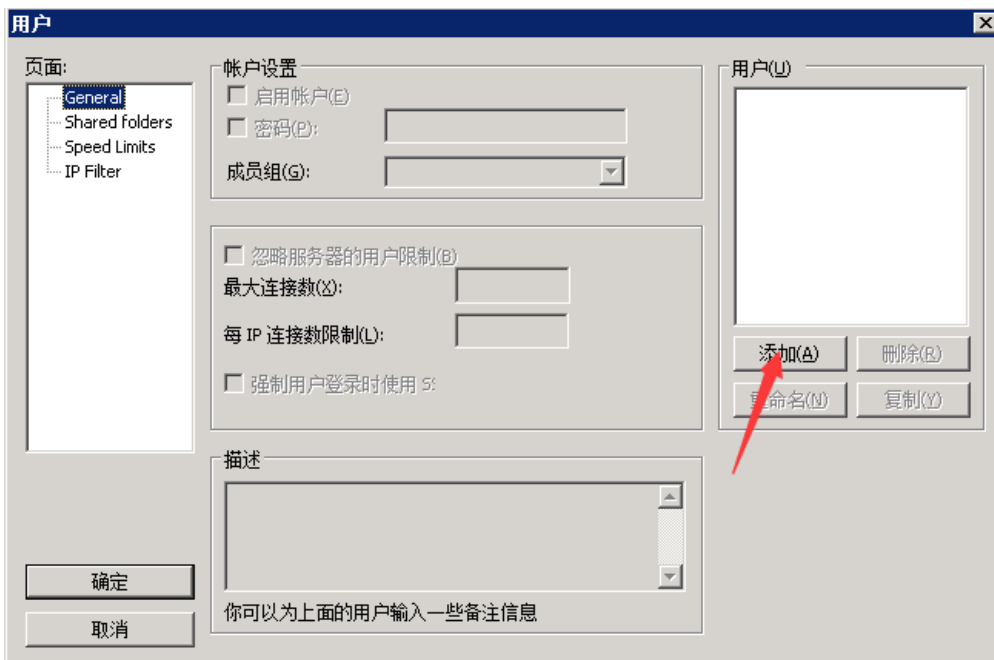 用户
页面:
General
Shared folders
Speed Limits
IP Filter
帐户设置
启用帐户(E)
密码(P):
成员组(G):
忽略服务器的用户限制(B)
最大连接数(X):
每 IP 连接数限制(L):
强制用户登录时使用
描述
你可以为上面的用户输入一些备注信息
用户(U)
添加(A)
删除(R)
重命名(N)
复制(Y)
确定
取消